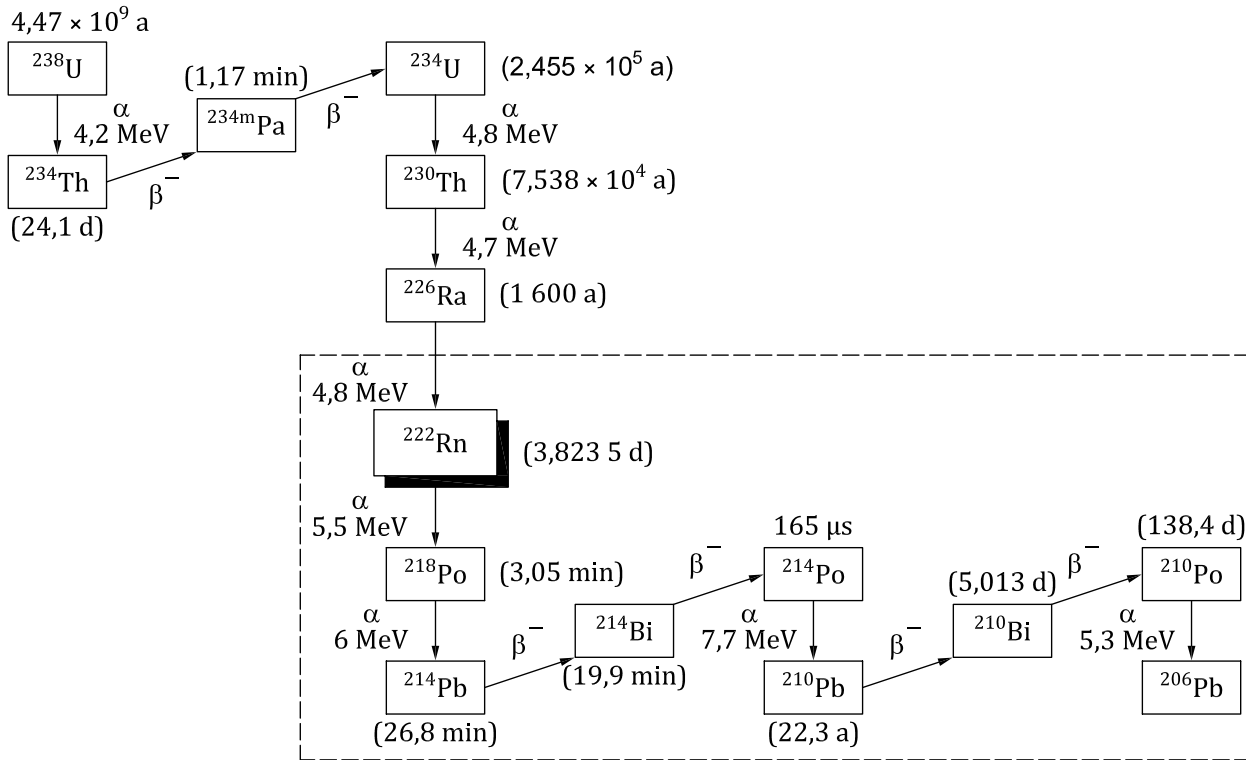 4,47 × 10⁹ a
²³⁸U
α
4,2 MeV
²³⁴Th
(24,1 d)
β⁻
(1,17 min)
²³⁴ᵐPa
β⁻
²³⁴U
(2,455 × 10⁵ a)
α
4,8 MeV
²³⁰Th
(7,538 × 10⁴ a)
α
4,7 MeV
²²⁶Ra
(1 600 a)
α
4,8 MeV
²²²Rn
(3,823 5 d)
α
5,5 MeV
²¹⁸Po
(3,05 min)
α
6 MeV
²¹⁴Pb
(26,8 min)
β⁻
²¹⁴Bi
(19,9 min)
β⁻
165 µs
²¹⁴Po
α
7,7 MeV
²¹⁰Pb
(22,3 a)
β⁻
(5,013 d)
²¹⁰Bi
β⁻
(138,4 d)
²¹⁰Po
α
5,3 MeV
²⁰⁶Pb